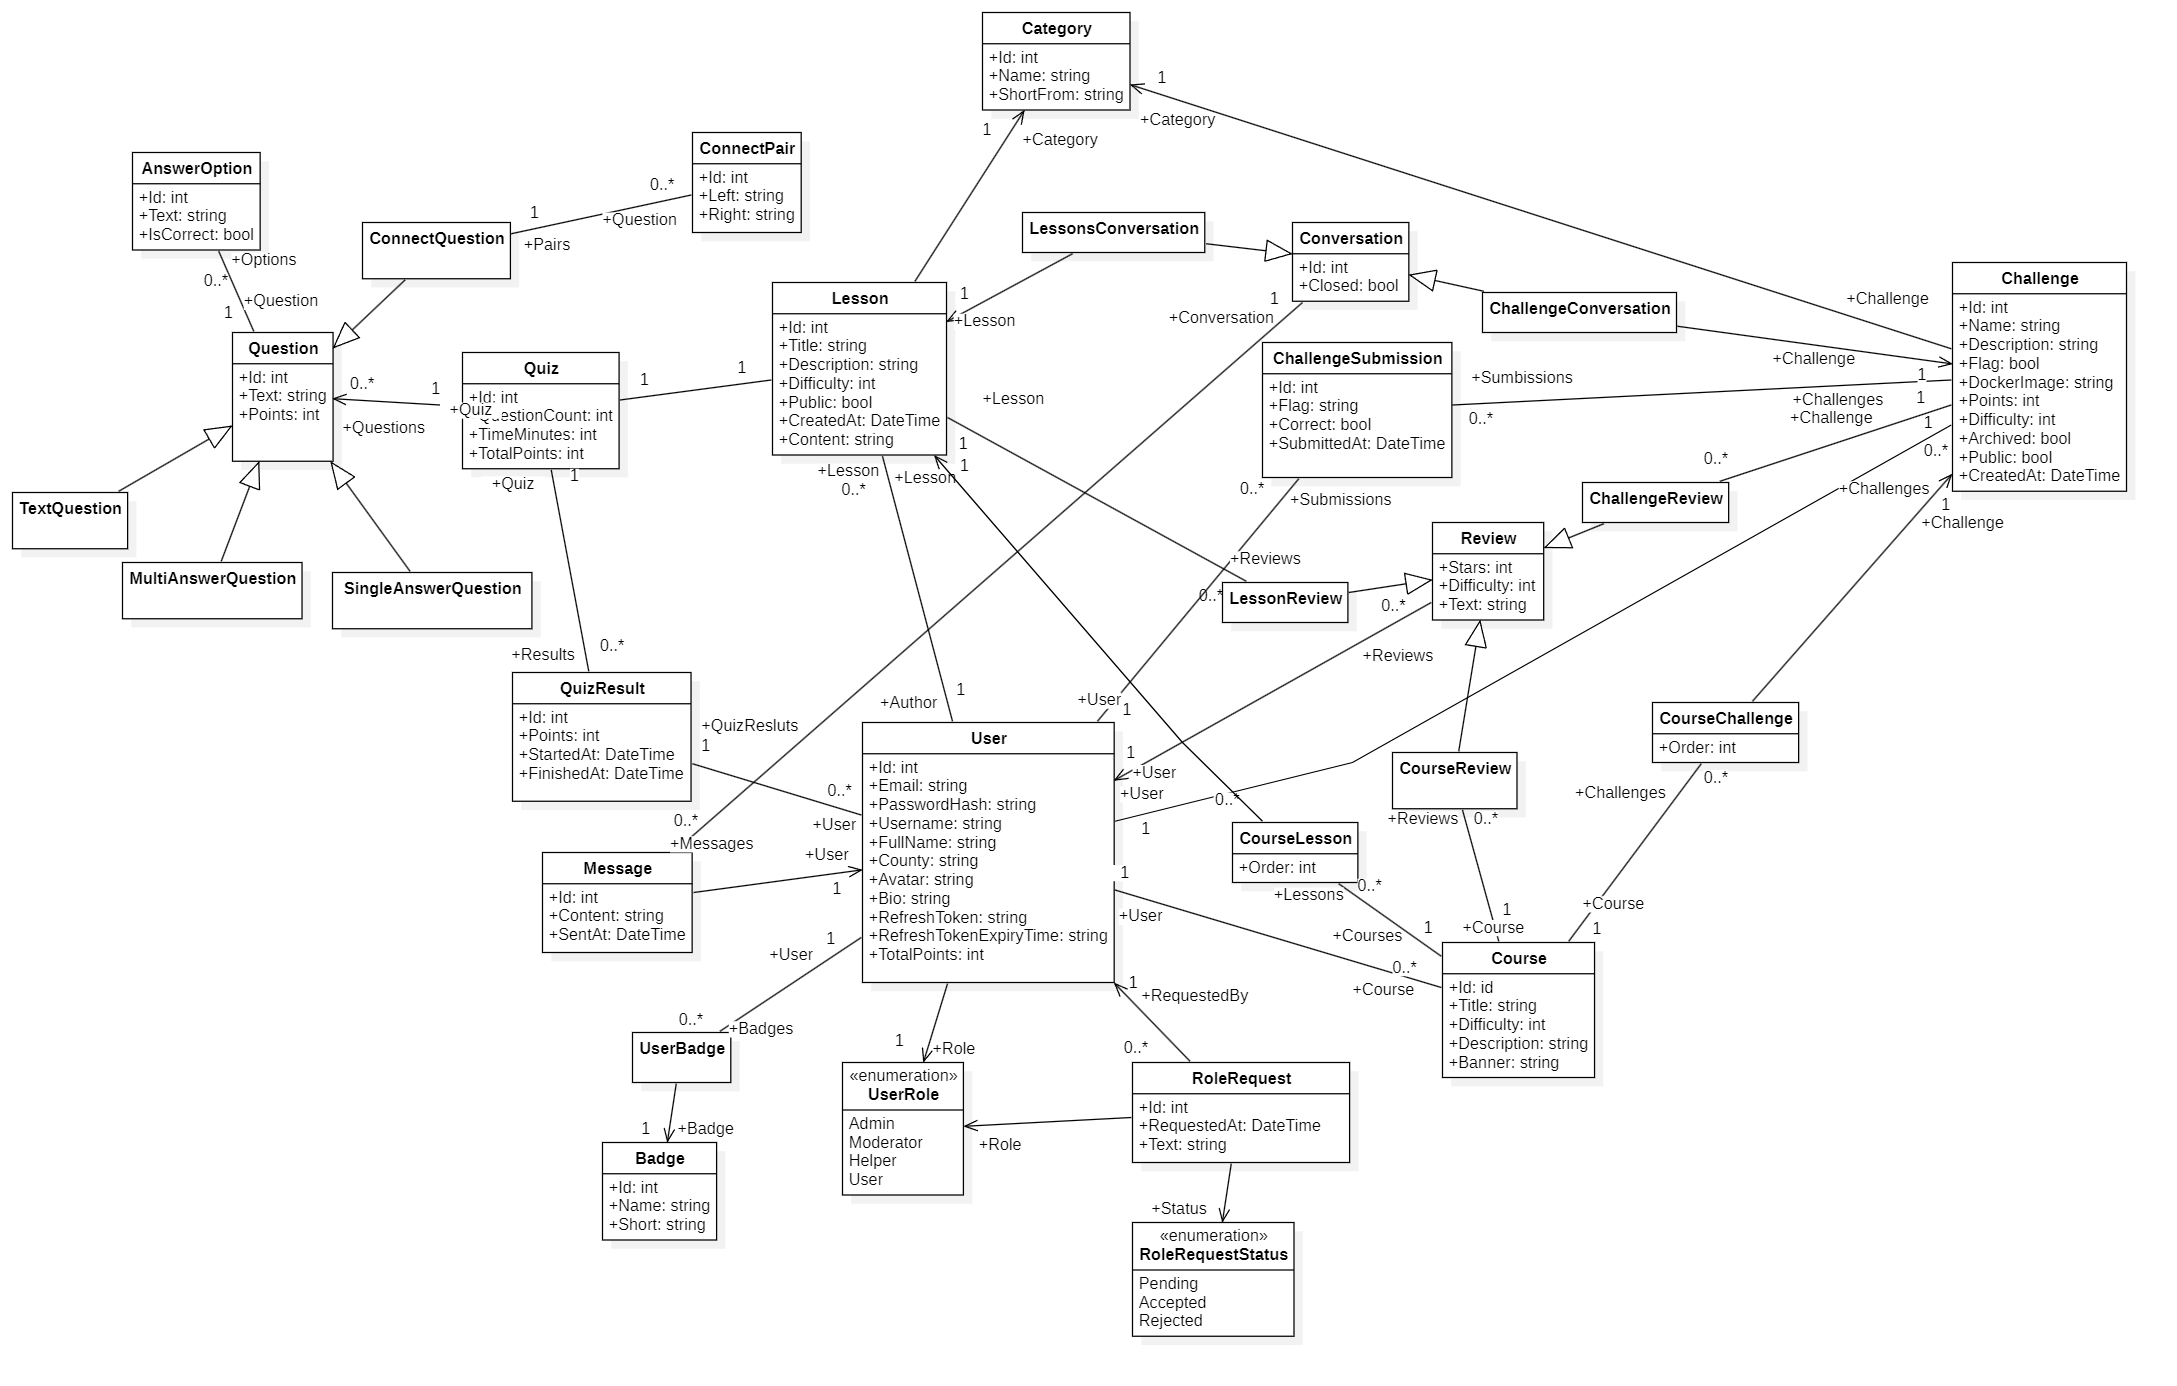 Category
+Id: int
+Name: string
+ShortFrom: string
1
+Category
1
+Category
ConnectPair
+Id: int
+Left: string
+Right: string
0..*
+Question
1
+Pairs
AnswerOption
+Id: int
+Text: string
+IsCorrect: bool
+Options
0..*
+Question
1
ConnectQuestion
Question
+Id: int
+Text: string
+Points: int
0..*
+Questions
1
+Quiz
Quiz
+Id: int
QuestionCount: int
+TimeMinutes: int
+TotalPoints: int
1
1
+Quiz
1
TextQuestion
MultiAnswerQuestion
SingleAnswerQuestion
Lesson
+Id: int
+Title: string
+Description: string
+Difficulty: int
+Public: bool
+CreatedAt: DateTime
+Content: string
LessonsConversation
1
+Lesson
Conversation
+Id: int
+Closed: bool
1
+Conversation
ChallengeConversation
+Challenge
+Challenge
Challenge
+Id: int
+Name: string
+Description: string
+Flag: bool
+DockerImage: string
+Points: int
+Difficulty: int
+Archived: bool
+Public: bool
+CreatedAt: DateTime
ChallengeSubmission
+Id: int
+Flag: string
+Correct: bool
+SubmittedAt: DateTime
+Sumbissions
0..*
1
+Challenges
1
+Challenge
1
0..*
+Challenges
1
+Challenge
0..*
ChallengeReview
+Lesson
1
1
+Lesson
+Lesson
0..*
0..*
+Submissions
+Reviews
0..*
LessonReview
Review
+Stars: int
+Difficulty: int
+Text: string
0..*
+Reviews
0..*
+Results
QuizResult
+Id: int
+Points: int
+StartedAt: DateTime
+FinishedAt: DateTime
+QuizResluts
1
0..*
+User
1
+Author
+User
1
User
+Id: int
+Email: string
+PasswordHash: string
+Username: string
+FullName: string
+County: string
+Avatar: string
+Bio: string
+RefreshToken: string
+RefreshTokenExpiryTime: string
+TotalPoints: int
1
+User
+User
1
0..*
CourseLesson
+Order: int
+Lessons
0..*
CourseReview
+Reviews
0..*
CourseChallenge
+Order: int
0..*
+Challenges
0..*
+Messages
Message
+Id: int
+Content: string
+SentAt: DateTime
+User
1
1
+User
+Courses
1
1
+Course
+Course
1
0..*
+Course
Course
+Id: id
+Title: string
+Difficulty: int
+Description: string
+Banner: string
1
+User
0..*
+Badges
UserBadge
1
+Badge
Badge
+Id: int
+Name: string
+Short: string
1
+Role
«enumeration»
UserRole
Admin
Moderator
Helper
User
1
+RequestedBy
0..*
RoleRequest
+Id: int
+RequestedAt: DateTime
+Text: string
+Role
+Status
«enumeration»
RoleRequestStatus
Pending
Accepted
Rejected